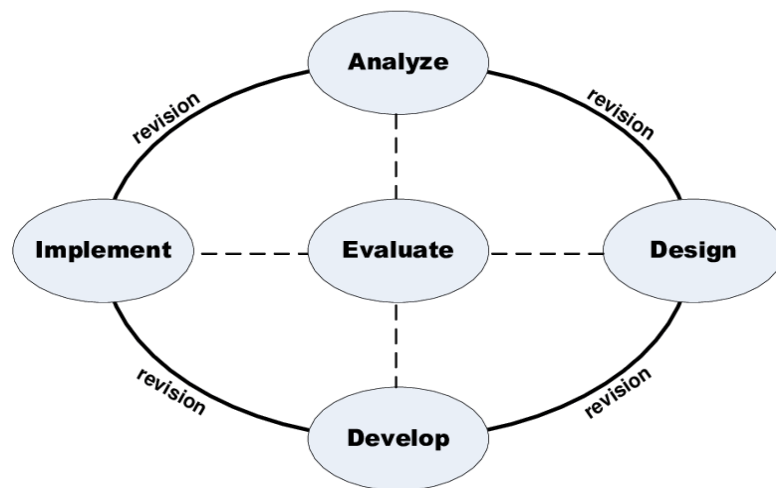 Analyze
revision
revision
Implement
Evaluate
Design
revision
revision
Develop